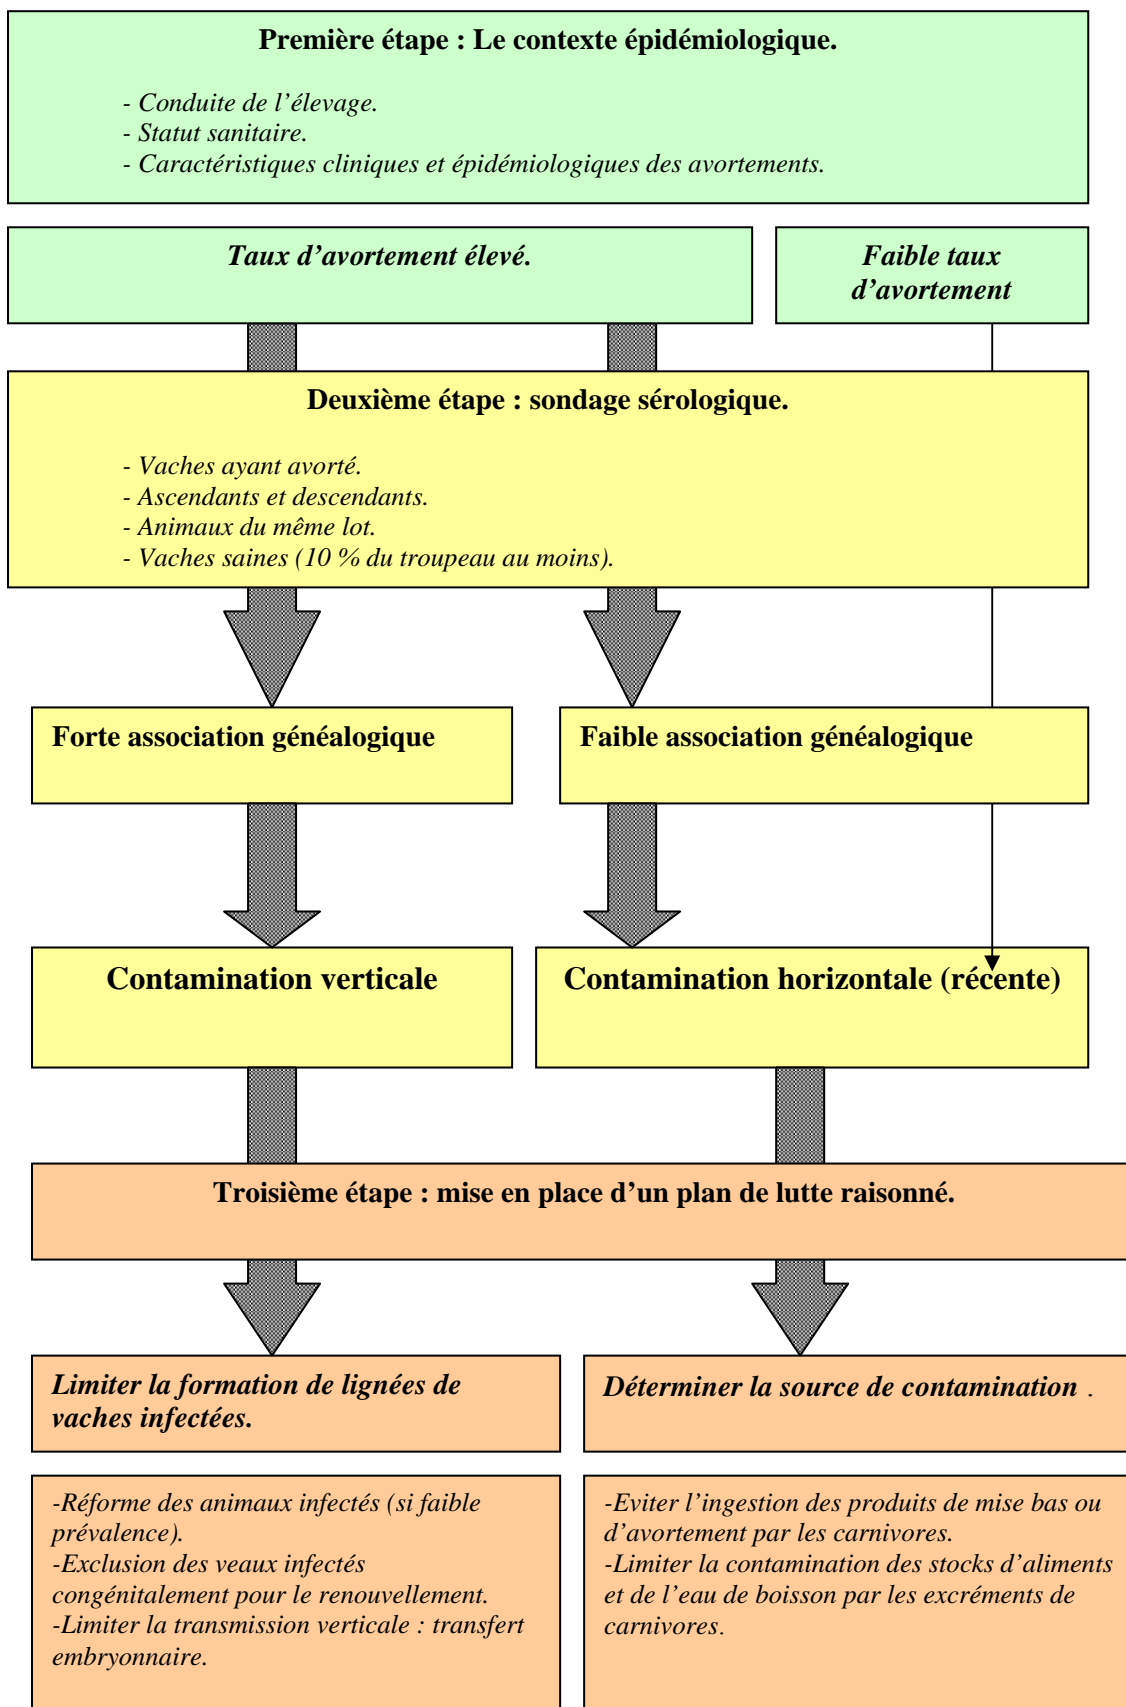 Première étape : Le contexte épidémiologique.
- Conduite de l’élevage.
- Statut sanitaire.
- Caractéristiques cliniques et épidémiologiques des avortements.
Taux d’avortement élevé.
Faible taux
d’avortement
Deuxième étape : sondage sérologique.
- Vaches ayant avorté.
- Ascendants et descendants.
- Animaux du même lot.
- Vaches saines (10 % du troupeau au moins).
Forte association généalogique
Faible association généalogique
Contamination verticale
Contamination horizontale (récente)
Troisième étape : mise en place d’un plan de lutte raisonné.
Limiter la formation de lignées de
vaches infectées.
Déterminer la source de contamination .
-Réforme des animaux infectés (si faible
prévalence).
-Exclusion des veaux infectés
congénitalement pour le renouvellement.
-Limiter la transmission verticale : transfert
embryonnaire.
-Eviter l’ingestion des produits de mise bas ou
d’avortement par les carnivores.
-Limiter la contamination des stocks d’aliments
et de l’eau de boisson par les excréments de
carnivores.